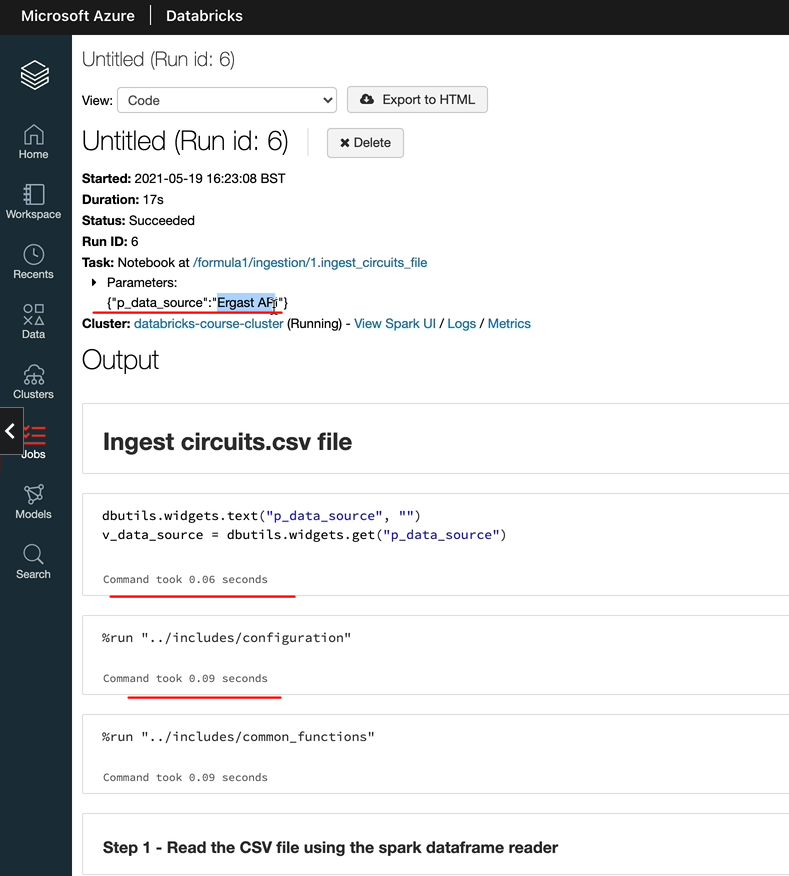 Microsoft Azure | Databricks
Untitled (Run id: 6)
View: Code Export to HTML
Untitled (Run id: 6) Delete
Started: 2021-05-19 16:23:08 BST
Duration: 17s
Status: Succeeded
Run ID: 6
Task: Notebook at /formula1/ingestion/1.ingest_circuits_file
Parameters:
{"p_data_source":"Ergast API"}
Cluster: databricks-course-cluster (Running) - View Spark UI / Logs / Metrics
Output
Ingest circuits.csv file
dbutils.widgets.text("p_data_source", "")
v_data_source = dbutils.widgets.get("p_data_source")
Command took 0.06 seconds
%run "../includes/configuration"
Command took 0.09 seconds
%run "../includes/common_functions"
Command took 0.09 seconds
Step 1 - Read the CSV file using the spark dataframe reader
Home
Workspace
Recents
Data
Clusters
Jobs
Models
Search